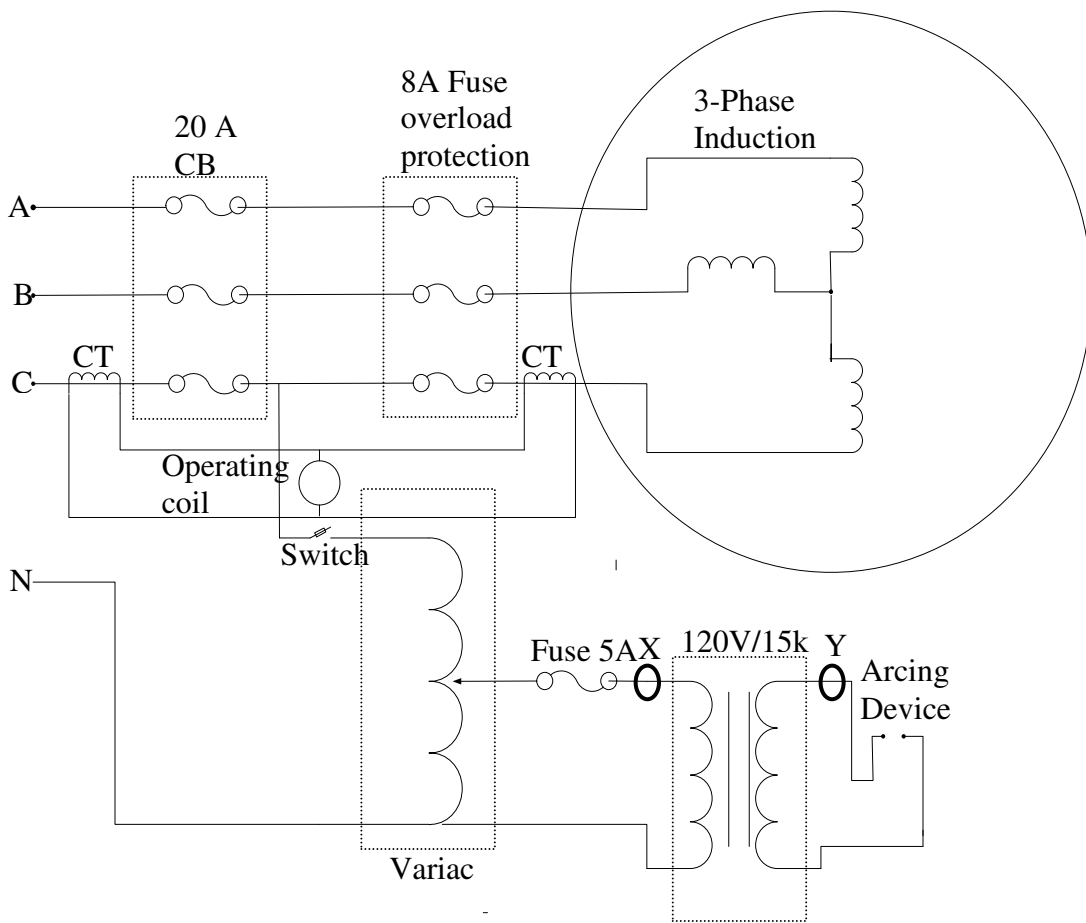 8A Fuse
overload
protection
3-Phase
Induction
20 A
CB
A
B
CT
CT
C
Operating
coil
Switch
N
Fuse 5A
X
120V/15k
Y
Arcing
Device
Variac